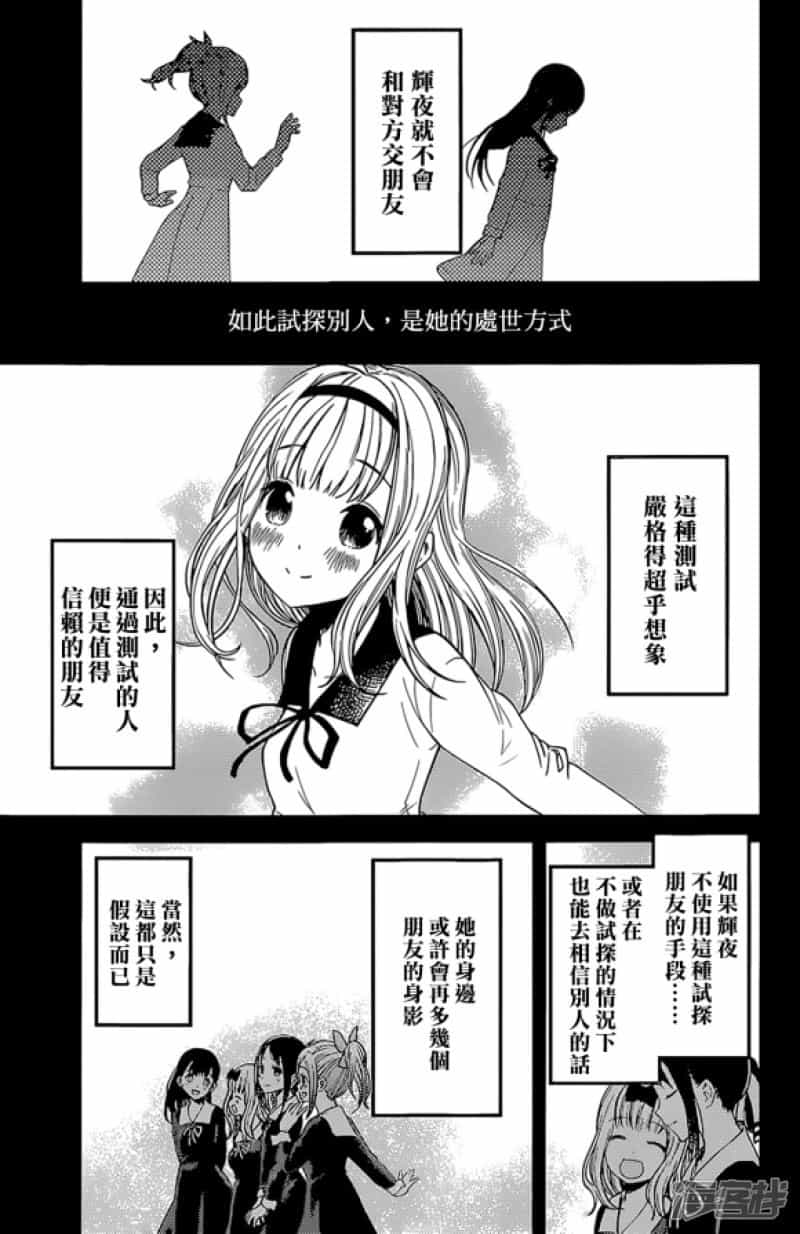 輝夜就不會
和對方交朋友
如此試探別人，是她的處世方式
這種測試
嚴格得超乎想象
因此，
通過測試的人
便是值得
信賴的朋友
如果輝夜
不使用這種試探
朋友的手段……
或者在
不做試探的情況下
也能去相信別人的話
她的身邊
或許會再多幾個
朋友的身影
當然，
這都只是
假設而已
漫客栈